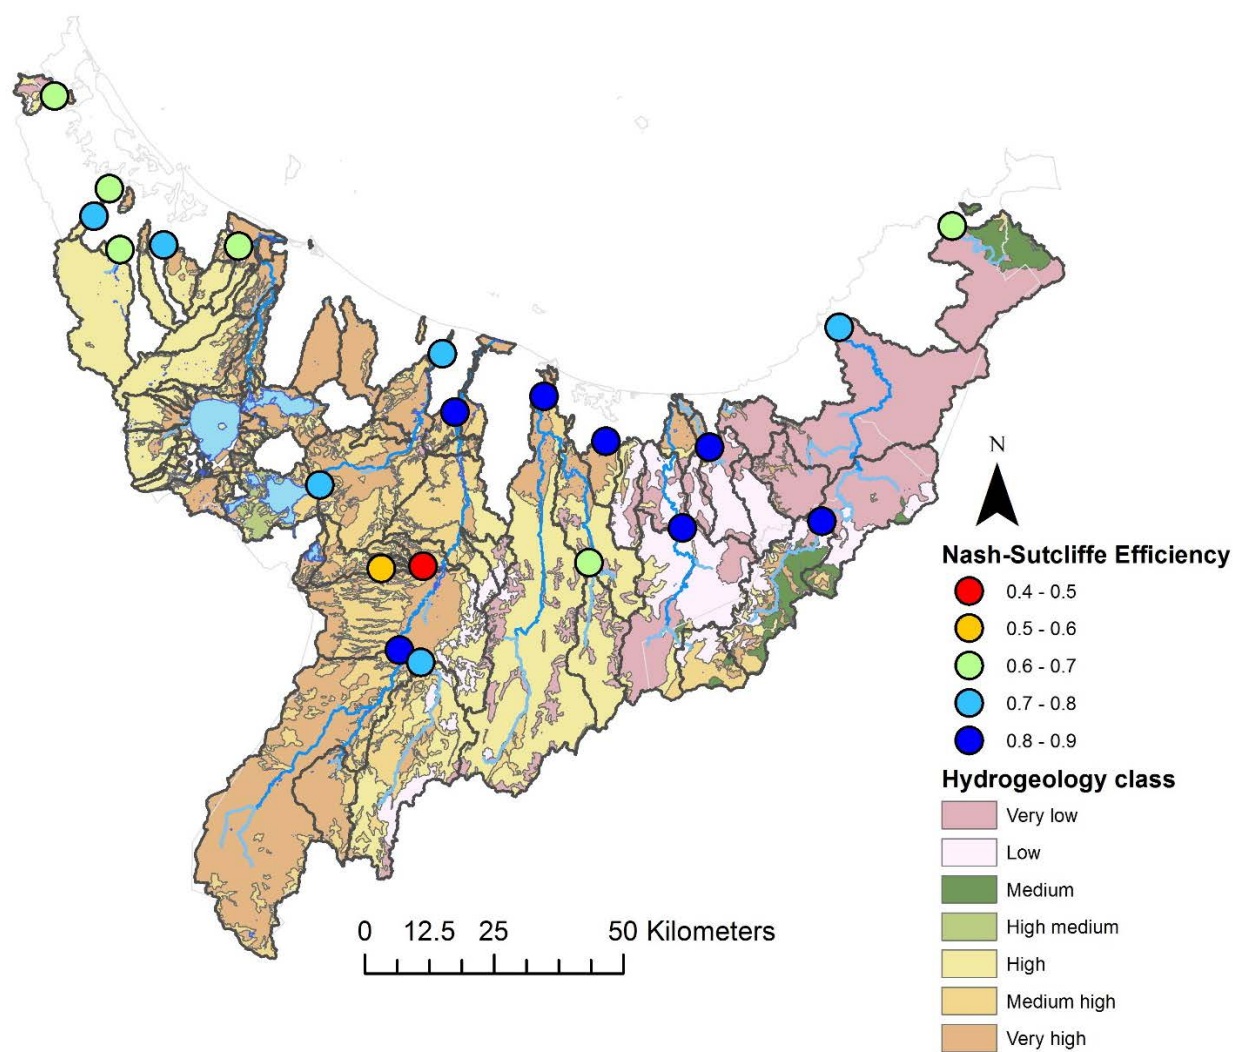 N
Nash-Sutcliffe Efficiency
0.4 - 0.5
0.5 - 0.6
0.6 - 0.7
0.7 - 0.8
0.8 - 0.9
Hydrogeology class
Very low
Low
Medium
High medium
High
Medium high
Very high
0 12.5 25 50 Kilometers